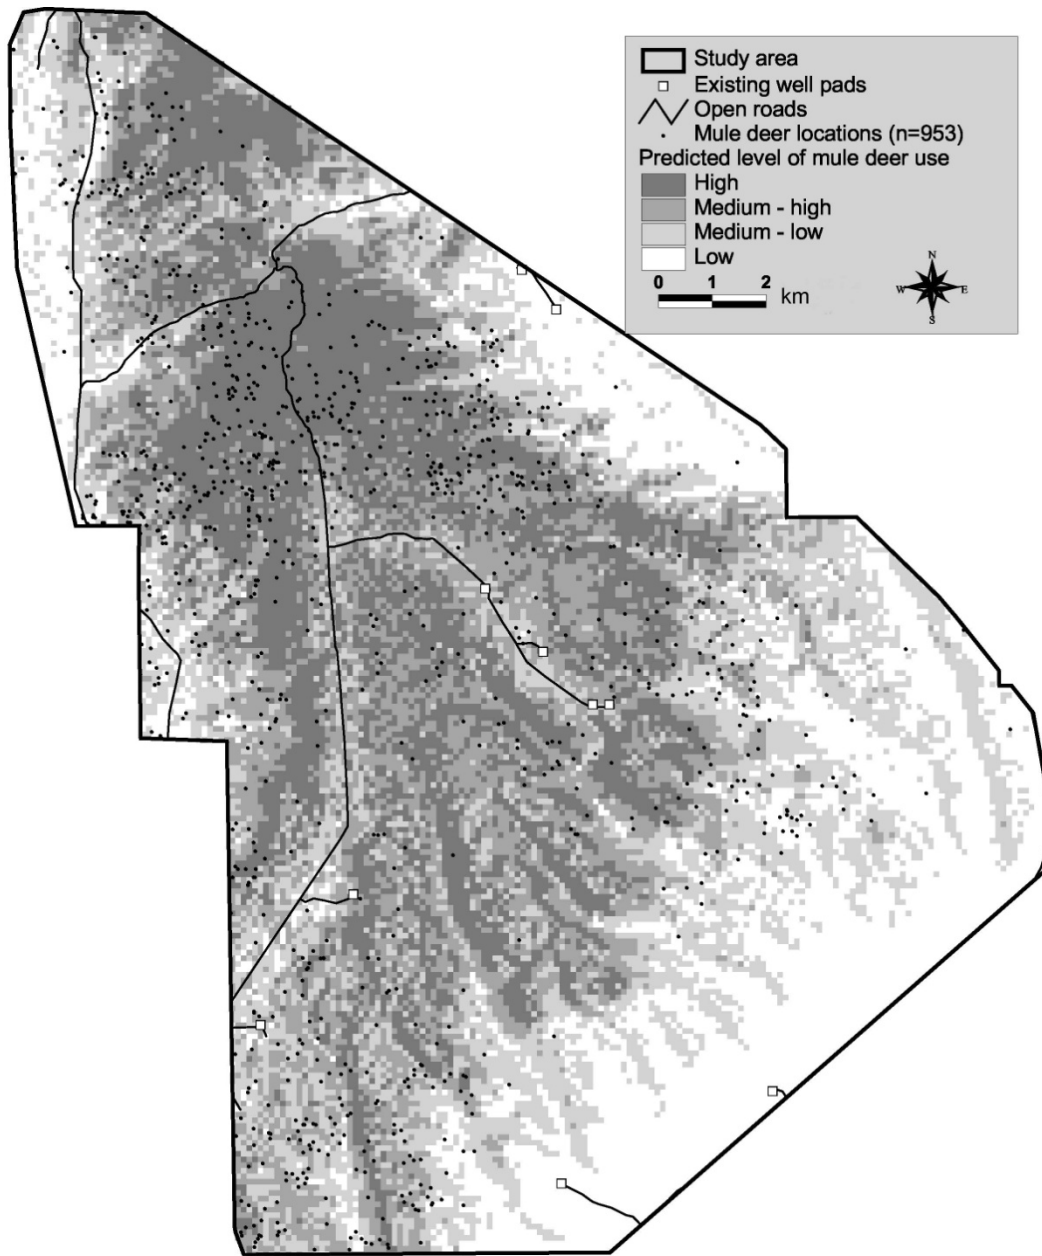 Study area
Existing well pads
Open roads
Mule deer locations (n=953)
Predicted level of mule deer use
High
Medium - high
Medium - low
Low
0 1 2 km
N
W E
S